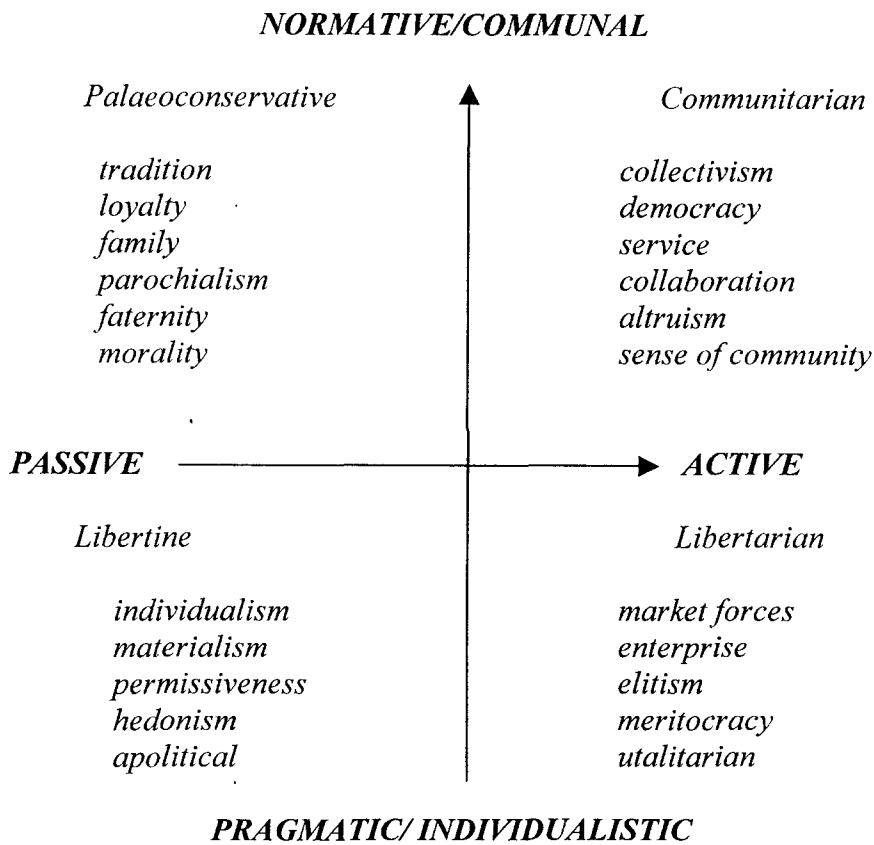 NORMATIVE/COMMUNAL
Palaeoconservative
Communitarian
tradition
loyalty
family
parochialism
faternity
morality
collectivism
democracy
service
collaboration
altruism
sense of community
PASSIVE
ACTIVE
Libertine
Libertarian
individualism
materialism
permissiveness
hedonism
apolitical
market forces
enterprise
elitism
meritocracy
utalitarian
PRAGMATIC/ INDIVIDUALISTIC